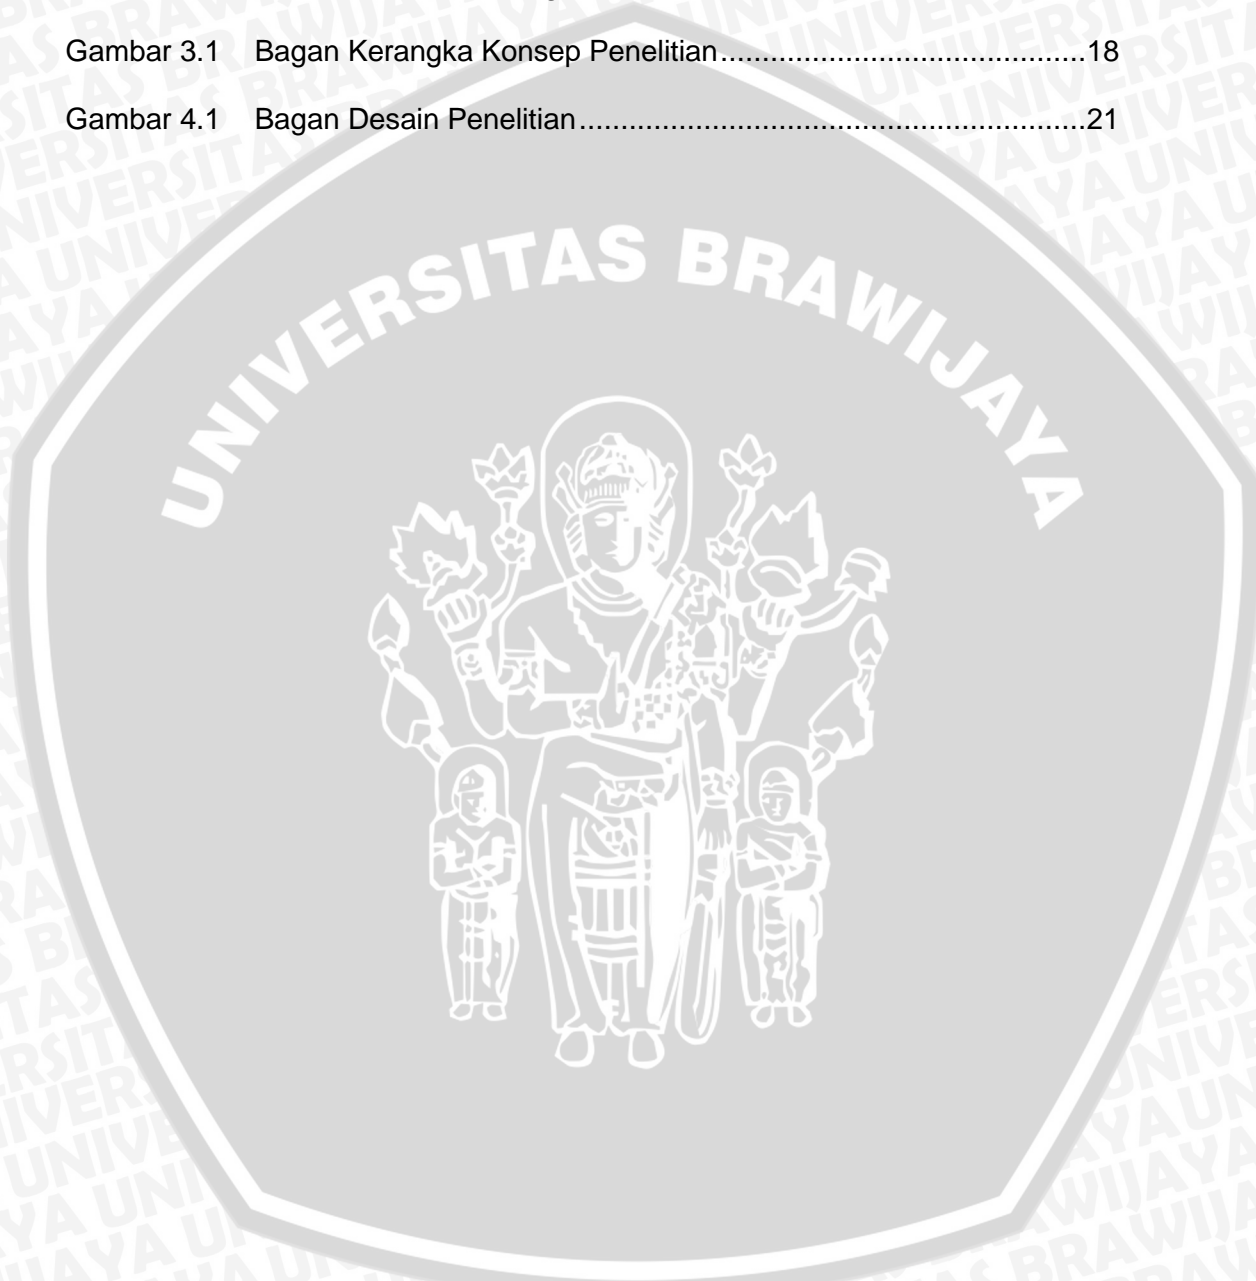 Gambar 3.1 Bagan Kerangka Konsep Penelitian............................................18
Gambar 4.1 Bagan Desain Penelitian.............................................................21
UNIVERSITAS BRAWIJAYA